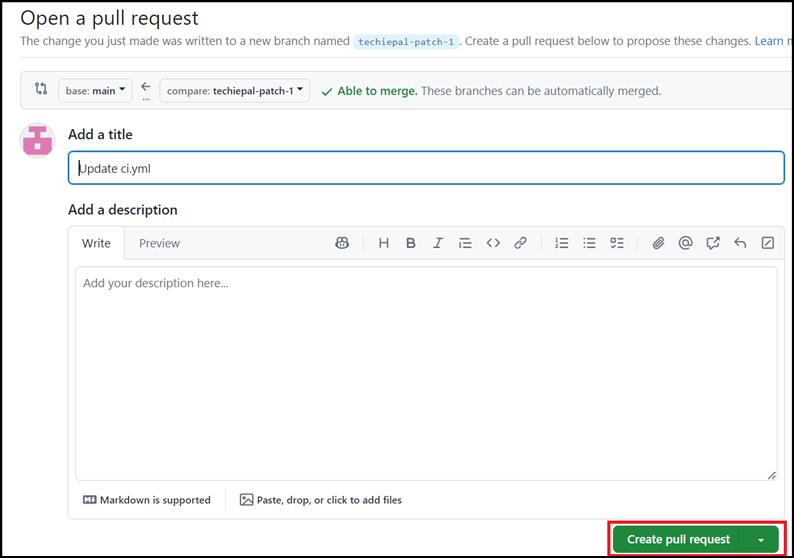 Open a pull request
The change you just made was written to a new branch named techiepal-patch-1. Create a pull request below to propose these changes. Learn
base: main compare: techiepal-patch-1 Able to merge. These branches can be automatically merged.
...
Add a title
Update ci.yml
Add a description
Write Preview
Add your description here...
Markdown is supported Paste, drop, or click to add files
Create pull request